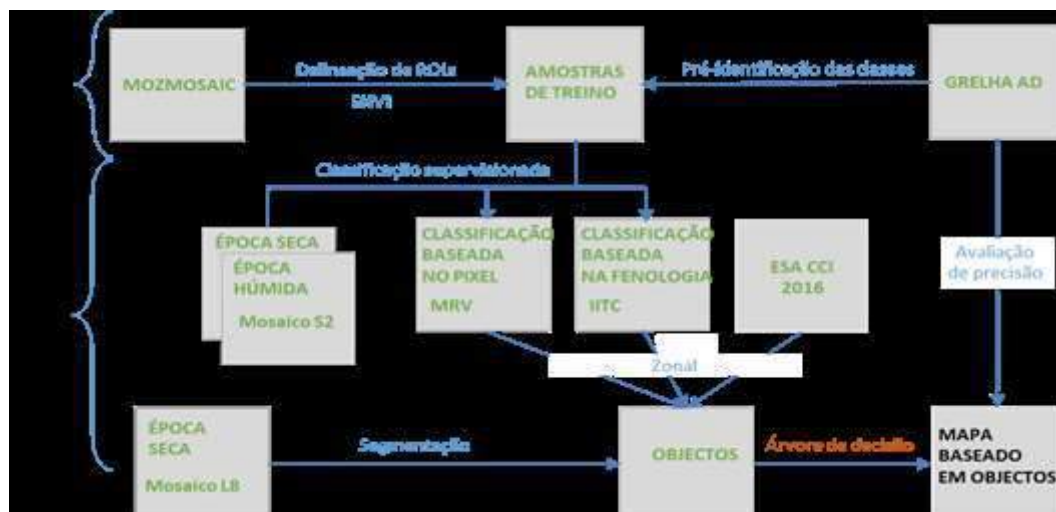 MOZMOSAIC
Delineação de ROIs
ENVI
AMOSTRAS
DE TREINO
Pré-identificação das classes
GRELHA AD
Classificação supervisionada
ÉPOCA SECA
ÉPOCA
HÚMIDA
Mosaico S2
CLASSIFICAÇÃO
BASEADA
NO PIXEL
MRV
CLASSIFICAÇÃO
BASEADA
NA FENOLOGIA
IITC
ESA CCI
2016
Avaliação
de precisão
Zonal
ÉPOCA
SECA
Mosaico L8
Segmentação
OBJECTOS
Árvore de decisão
MAPA
BASEADO
EM OBJECTOS